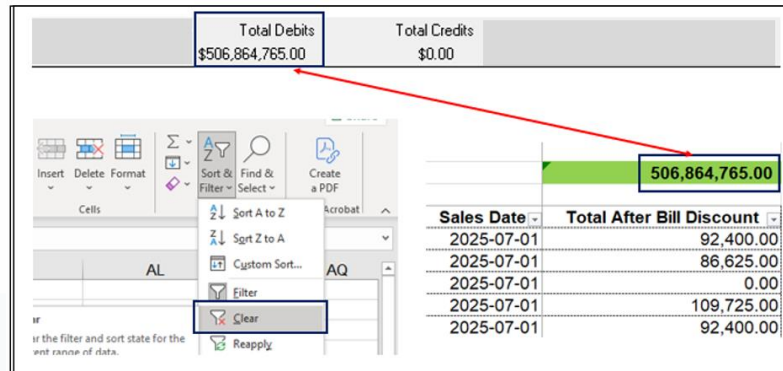 Total Debits Total Credits
$506,864,765.00 $0.00
Insert Delete Format
Sort & Filter
Find & Select
Create a PDF
Cells
Acrobat
Sort A to Z
Sort Z to A
Custom Sort...
Filter
Clear
Reapply
AL AQ
ar the filter and sort state for the
rent range of data.
506,864,765.00
Sales Date Total After Bill Discount
2025-07-01 92,400.00
2025-07-01 86,625.00
2025-07-01 0.00
2025-07-01 109,725.00
2025-07-01 92,400.00